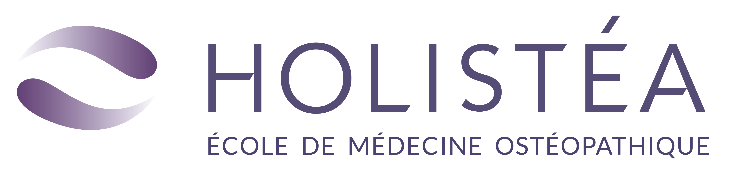 HOLISTÉA
ÉCOLE DE MÉDECINE OSTÉOPATHIQUE